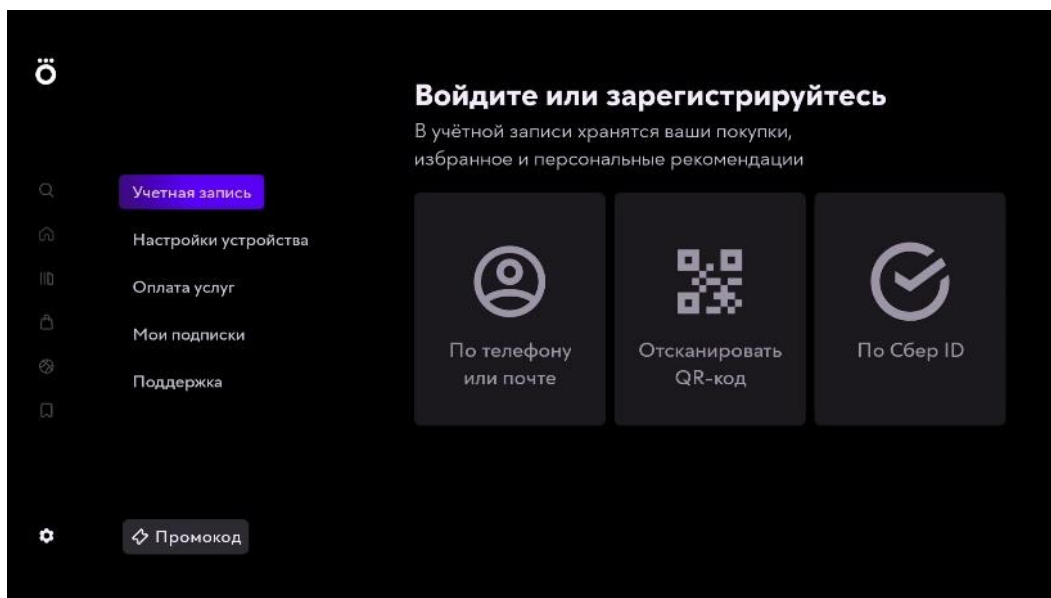 Войдите или зарегистрируйтесь
В учётной записи хранятся ваши покупки,
избранное и персональные рекомендации
Учетная запись
Настройки устройства
Оплата услуг
Мои подписки
Поддержка
По телефону
или почте
Отсканировать
QR-код
По Сбер ID
Промокод